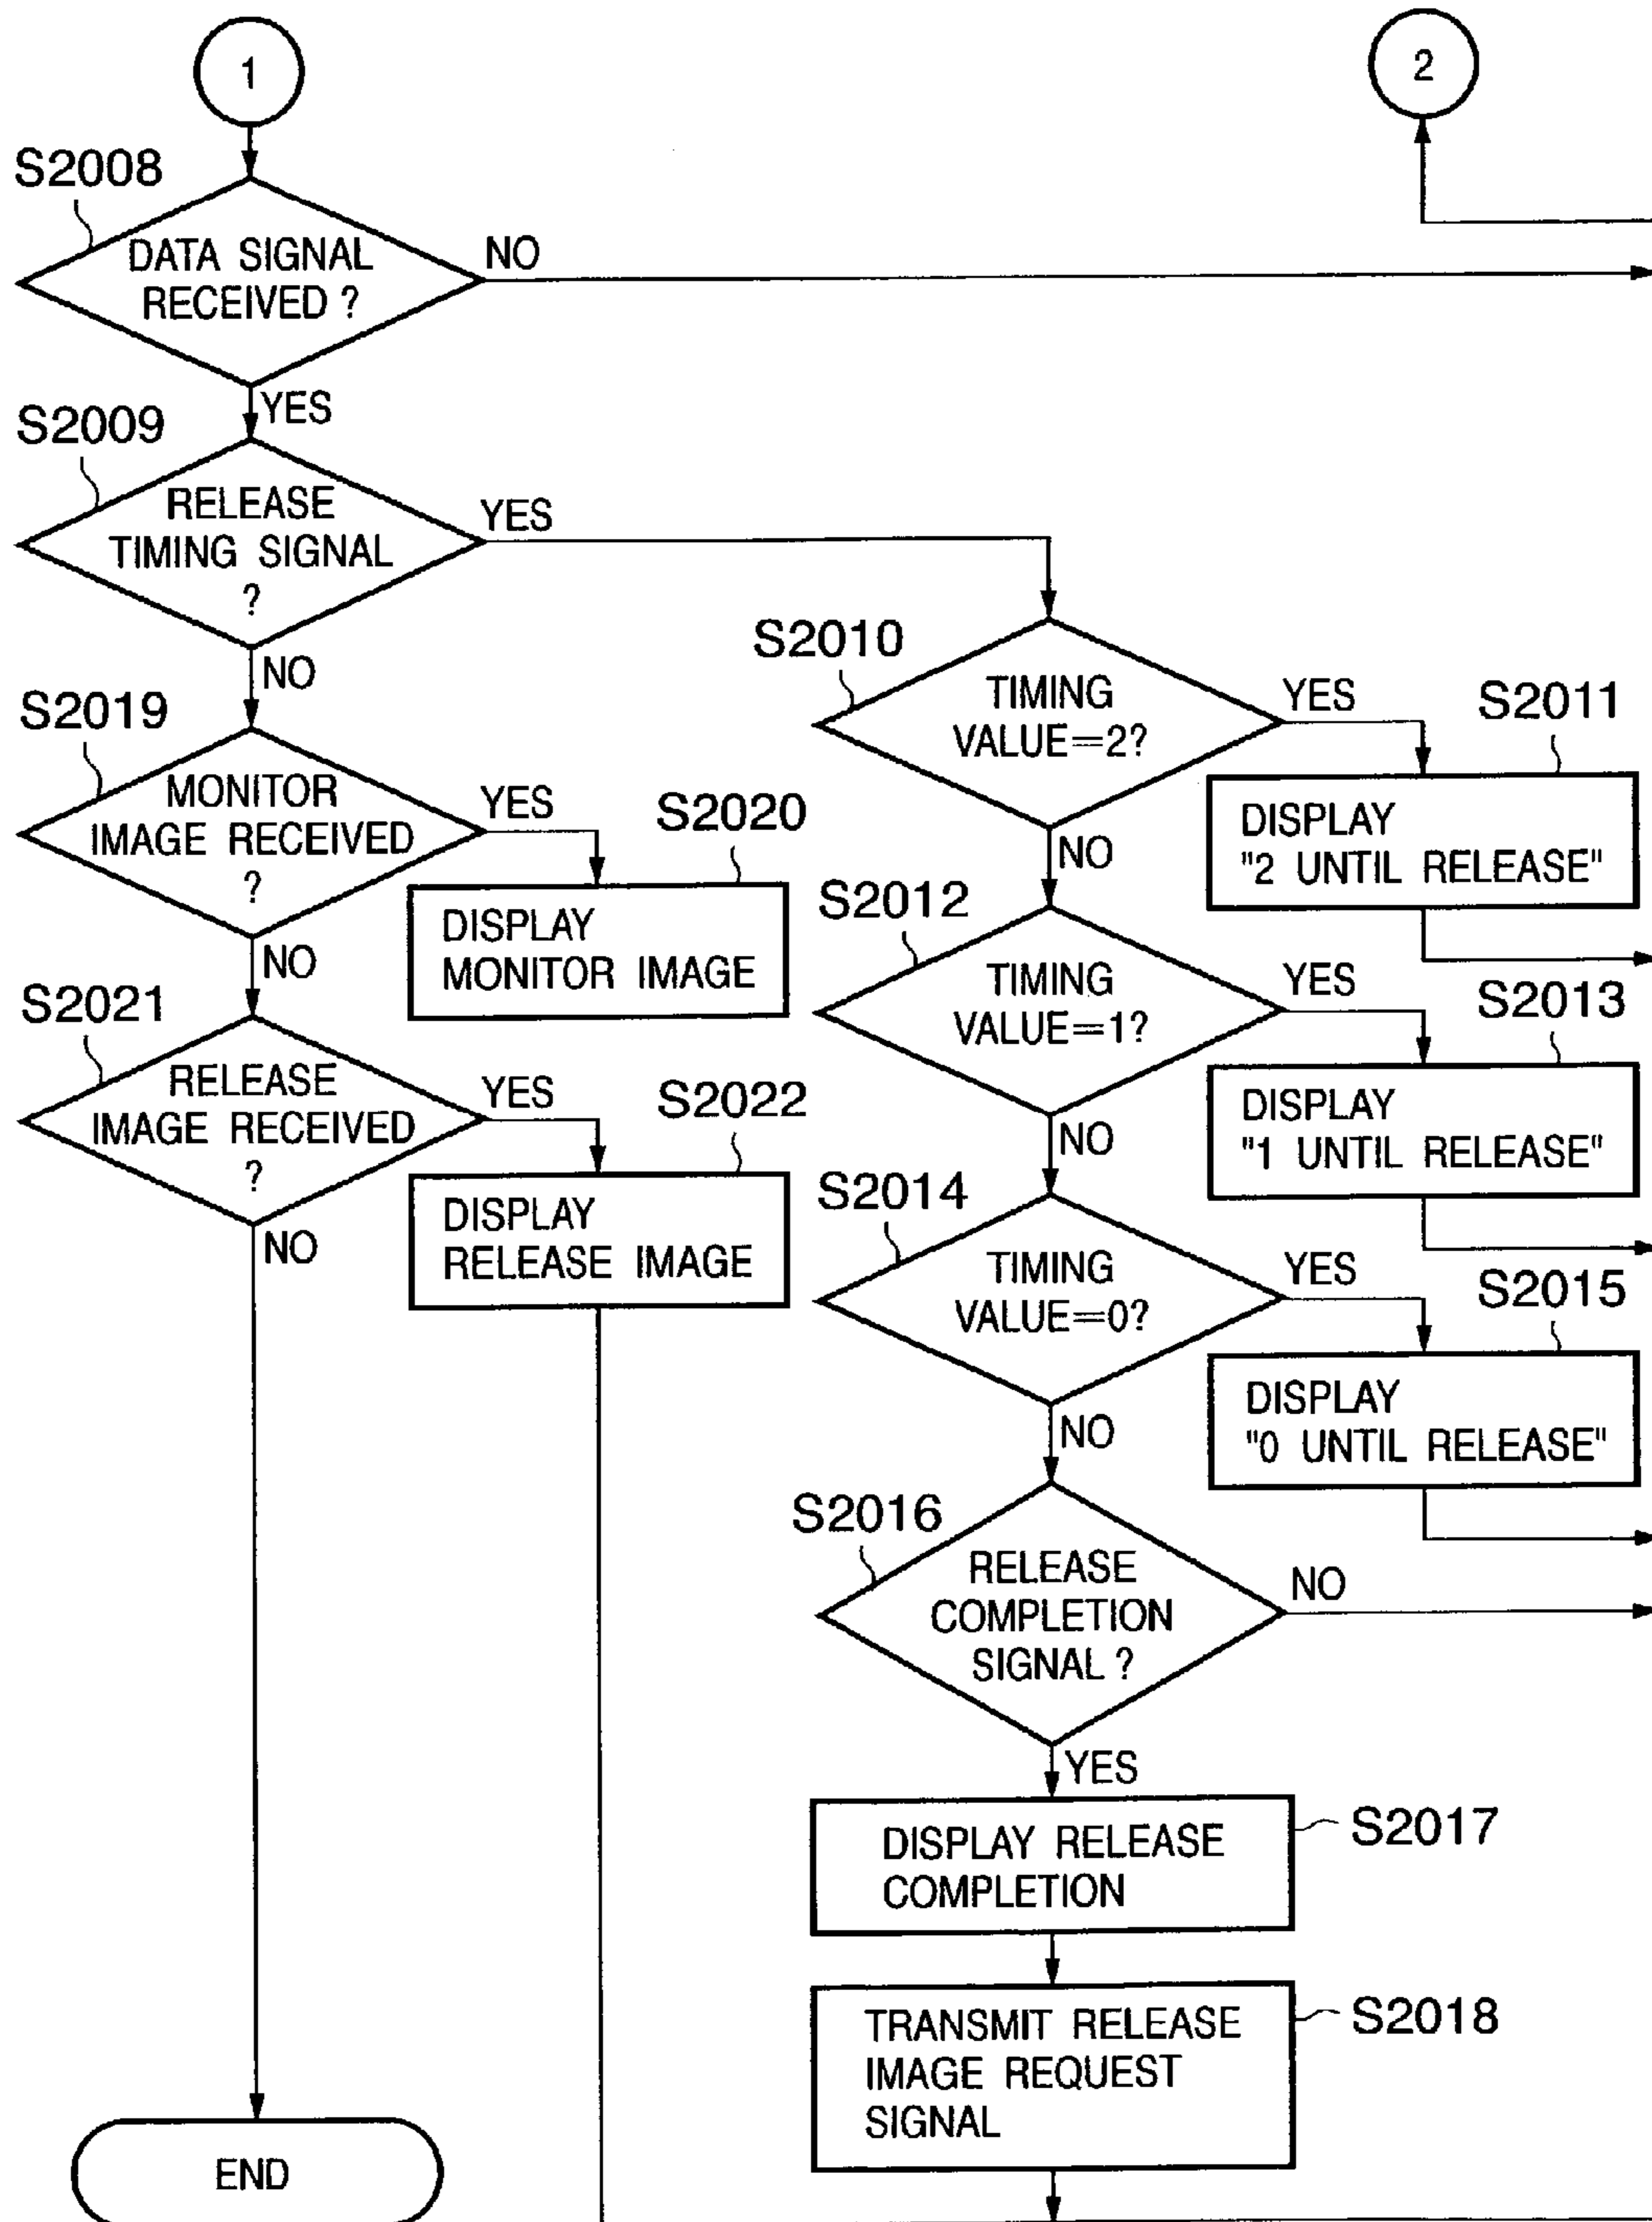 1
2
S2008
DATA SIGNAL
RECEIVED ?
NO
YES
S2009
RELEASE
TIMING SIGNAL
?
YES
NO
S2010
TIMING
VALUE=2?
YES
NO
S2011
DISPLAY
"2 UNTIL RELEASE"
S2019
MONITOR
IMAGE RECEIVED
?
YES
NO
S2020
DISPLAY
MONITOR IMAGE
S2012
TIMING
VALUE=1?
YES
NO
S2013
DISPLAY
"1 UNTIL RELEASE"
S2021
RELEASE
IMAGE RECEIVED
?
YES
NO
S2022
DISPLAY
RELEASE IMAGE
S2014
TIMING
VALUE=0?
YES
NO
S2015
DISPLAY
"0 UNTIL RELEASE"
S2016
RELEASE
COMPLETION
SIGNAL ?
NO
YES
DISPLAY RELEASE
COMPLETION
S2017
TRANSMIT RELEASE
IMAGE REQUEST
SIGNAL
S2018
END